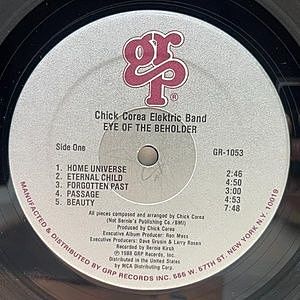 grp®
Chick Corea Elektric Band
EYE OF THE BEHOLDER
Side One
GR-1053
1 HOME UNIVERSE 2:46
2 ETERNAL CHILD 4:50
3 FORGOTTEN PAST 3:00
4 PASSAGE 4:53
5 BEAUTY 7:48
All pieces composed and arranged by Chick Corea
(Not Bernie's Publishing Co./BMI)
Produced by Chick Corea
Executive Producer: Ron Moss
Executive Producers: Dave Grusin & Larry Rosen
Recorded by Bernie Kirsh
℗ 1988 GRP Records, Inc.
Distributed in the United States
by MCA Distributing Corp.
MANUFACTURED & DISTRIBUTED BY GRP RECORDS INC. 555 W. 57TH ST. NEW YORK, N.Y. 10019